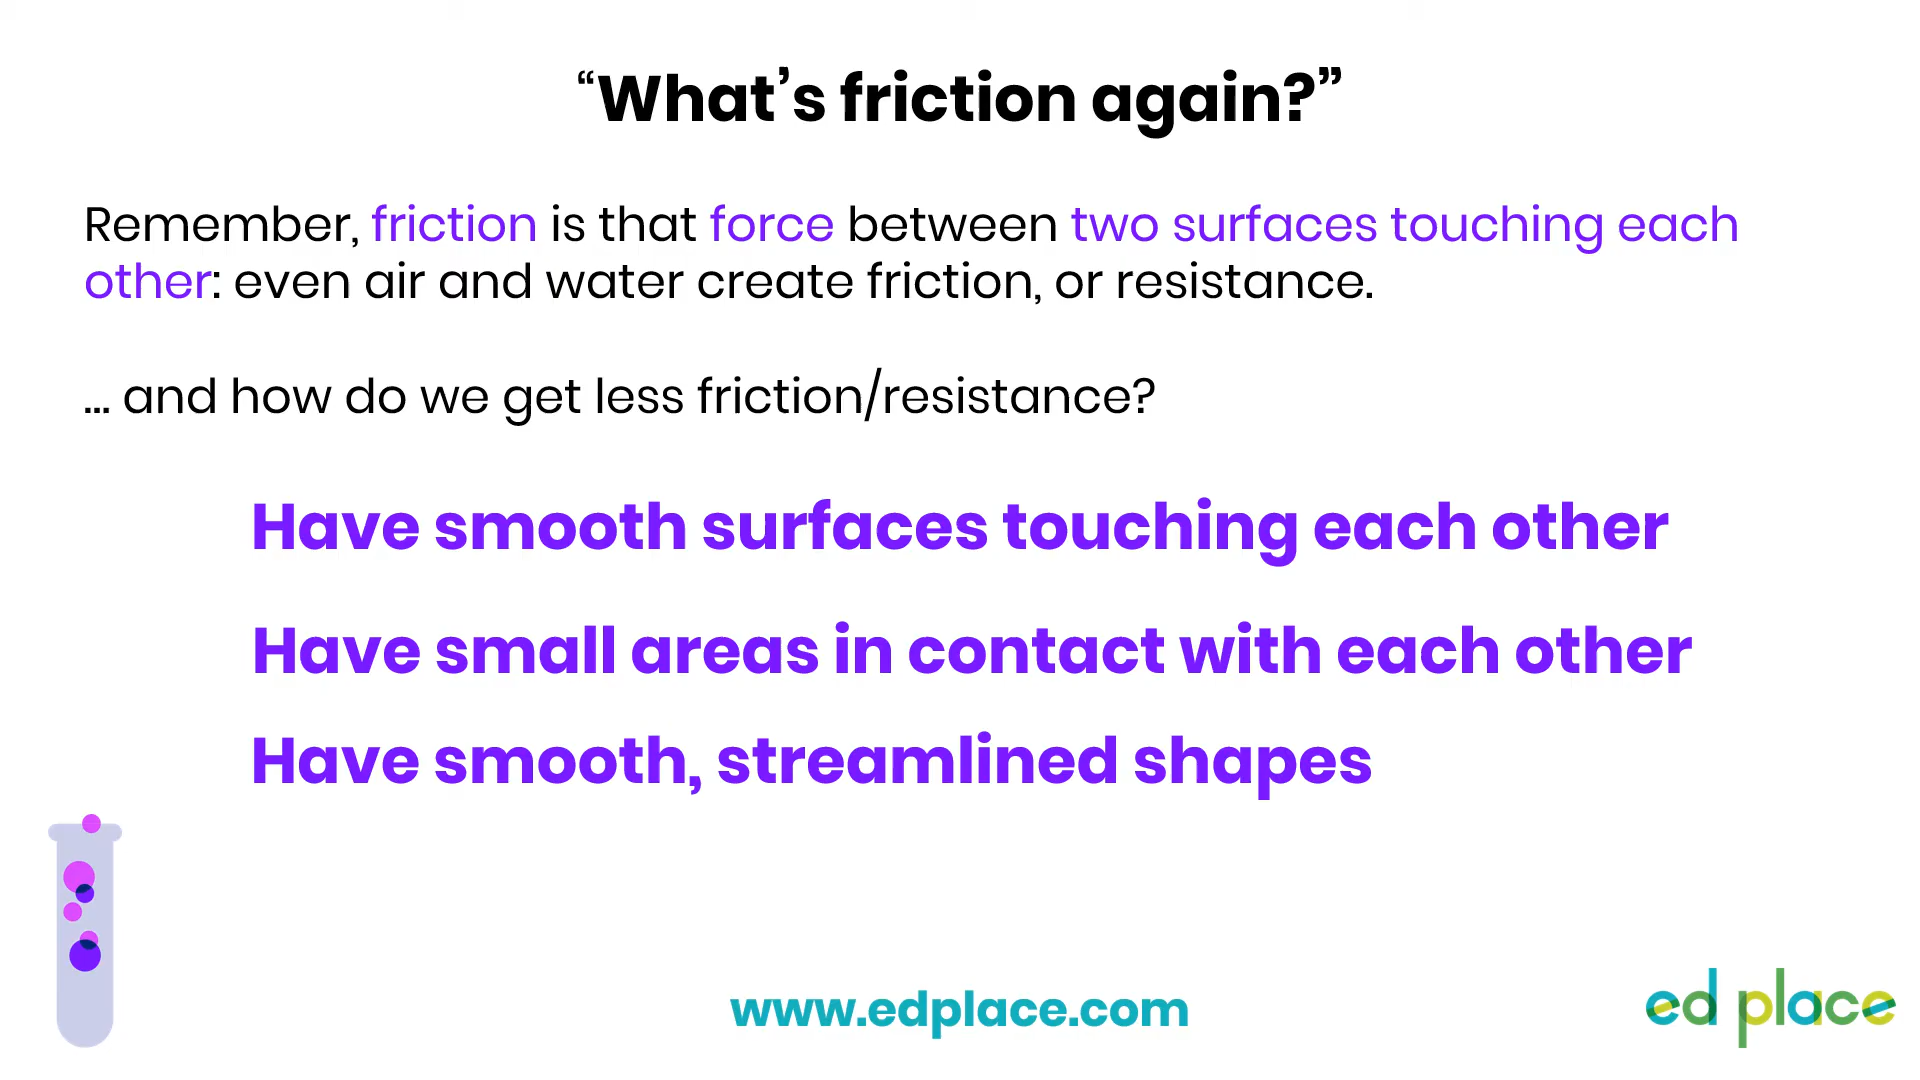 “What’s friction again?”
Remember, friction is that force between two surfaces touching each
other: even air and water create friction, or resistance.
... and how do we get less friction/resistance?
Have smooth surfaces touching each other
Have small areas in contact with each other
Have smooth, streamlined shapes
www.edplace.com
ed place